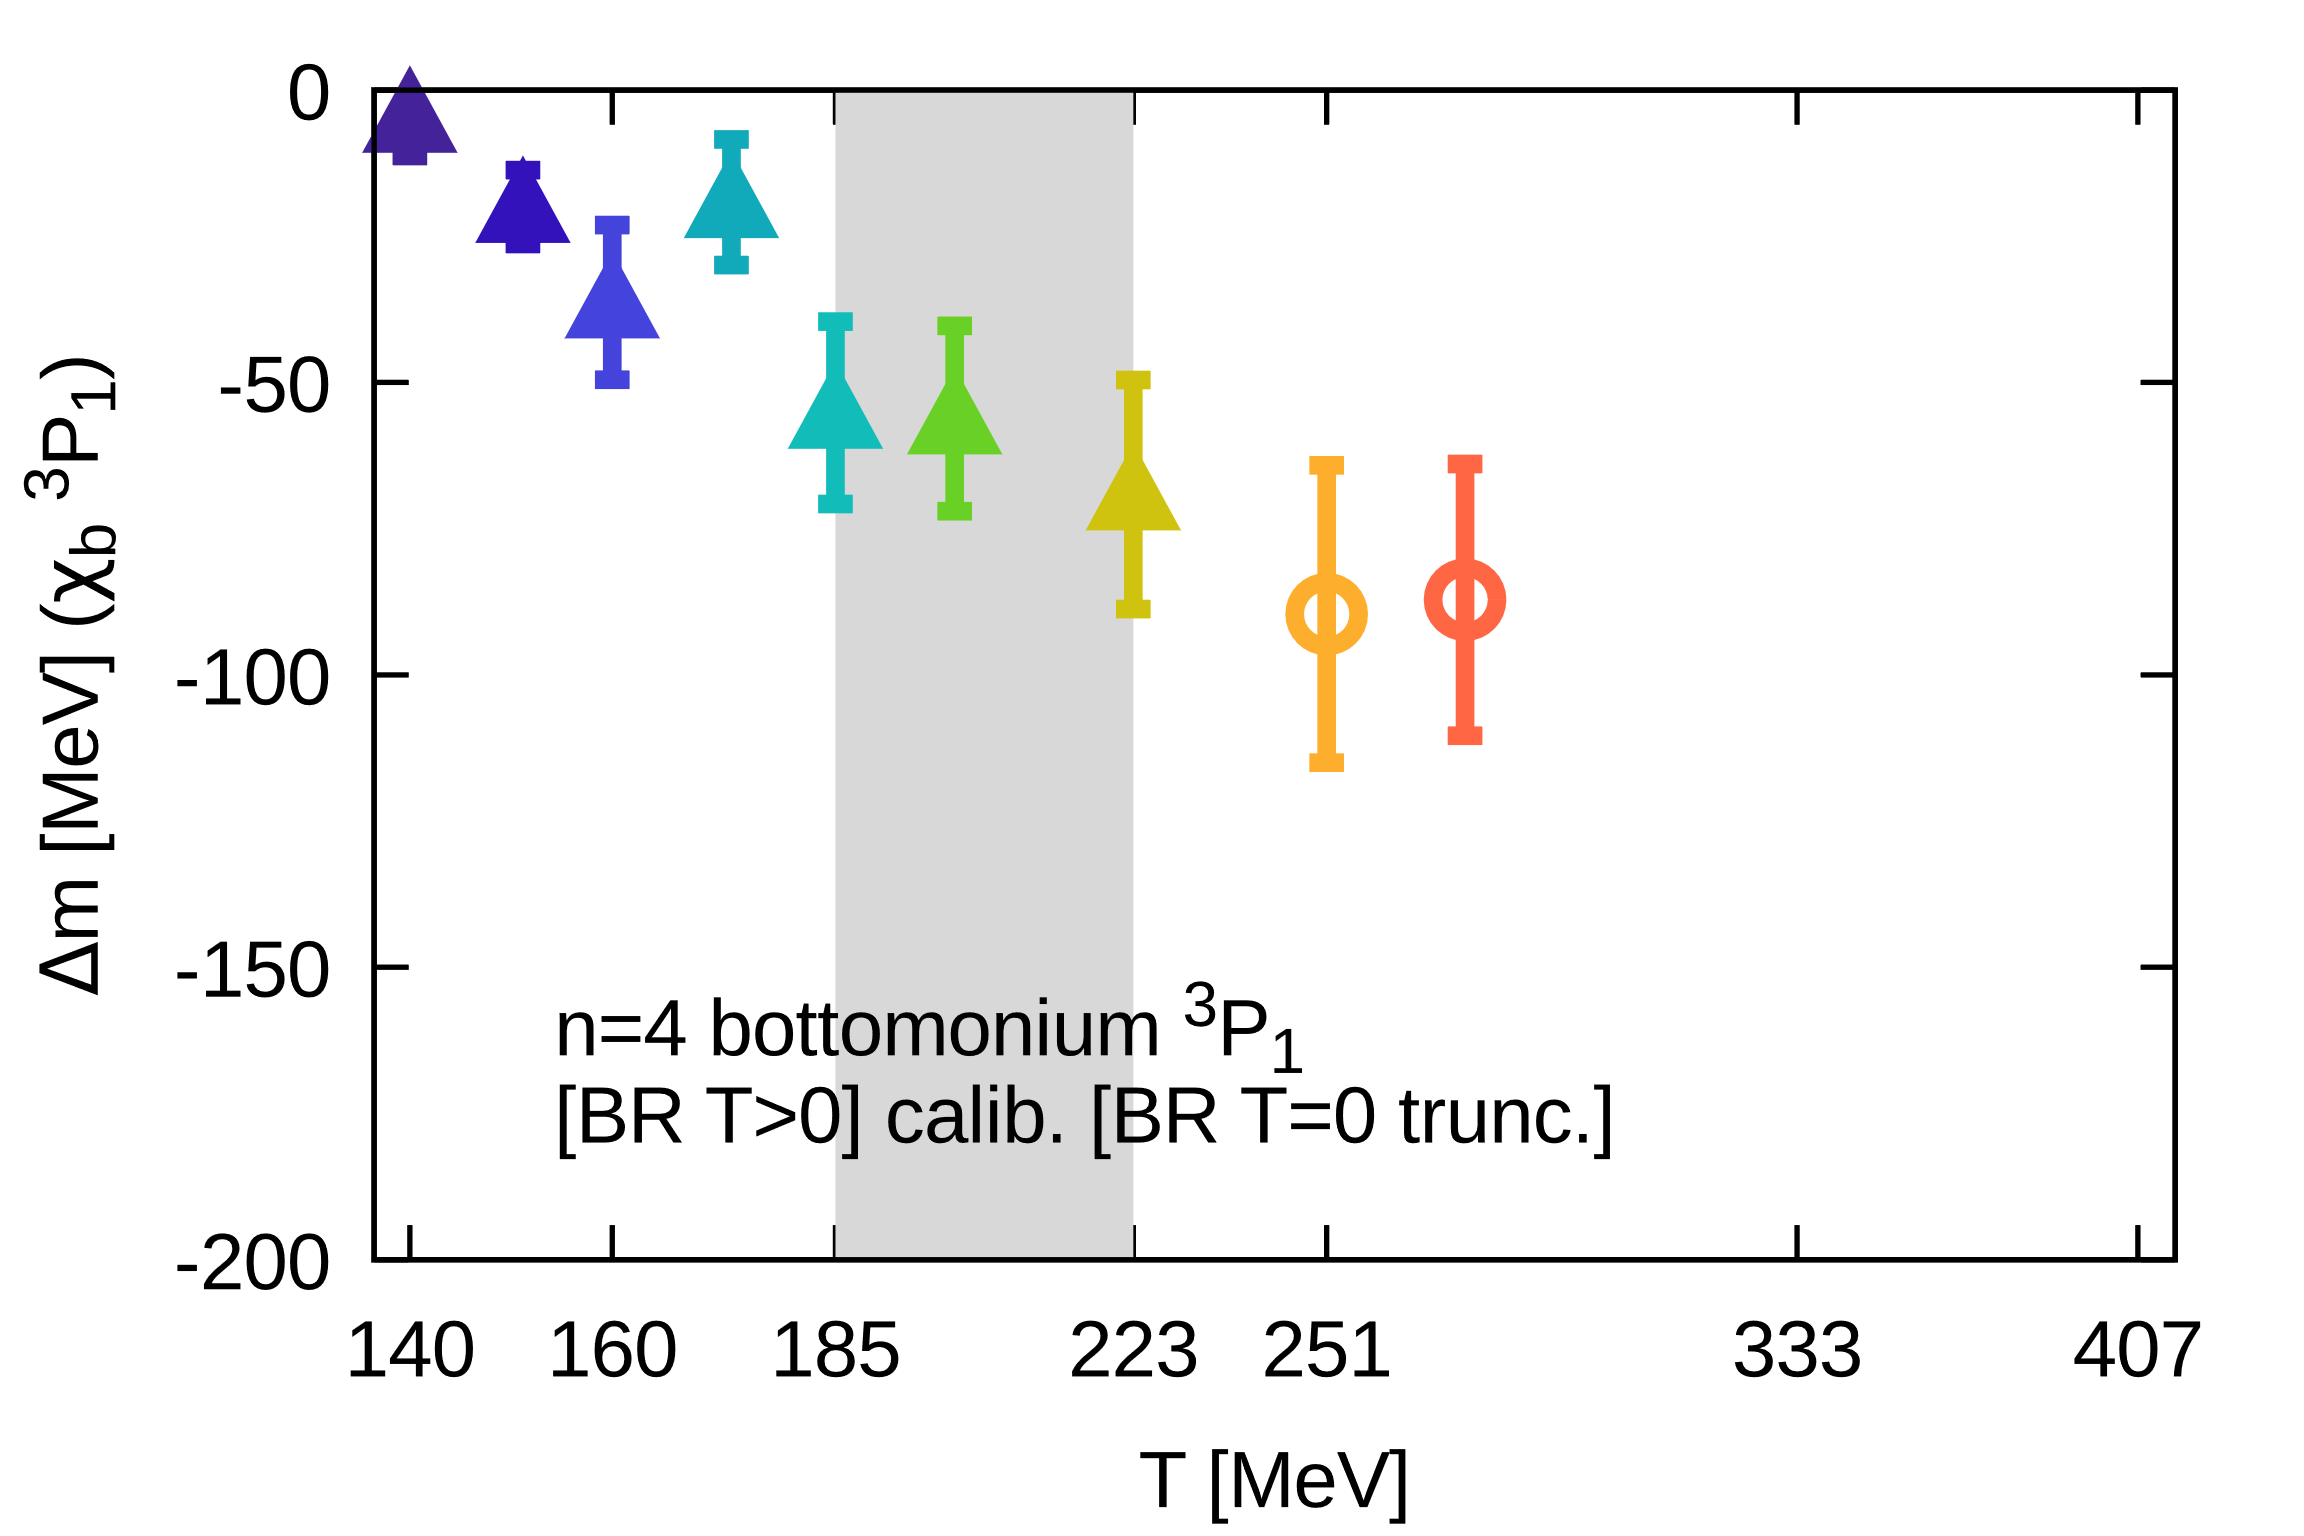 0
-50
-100
-150
-200
Δm [MeV] (χb ³P₁)
n=4 bottomonium ³P₁
[BR T>0] calib. [BR T=0 trunc.]
140 160 185 223 251 333 407
T [MeV]